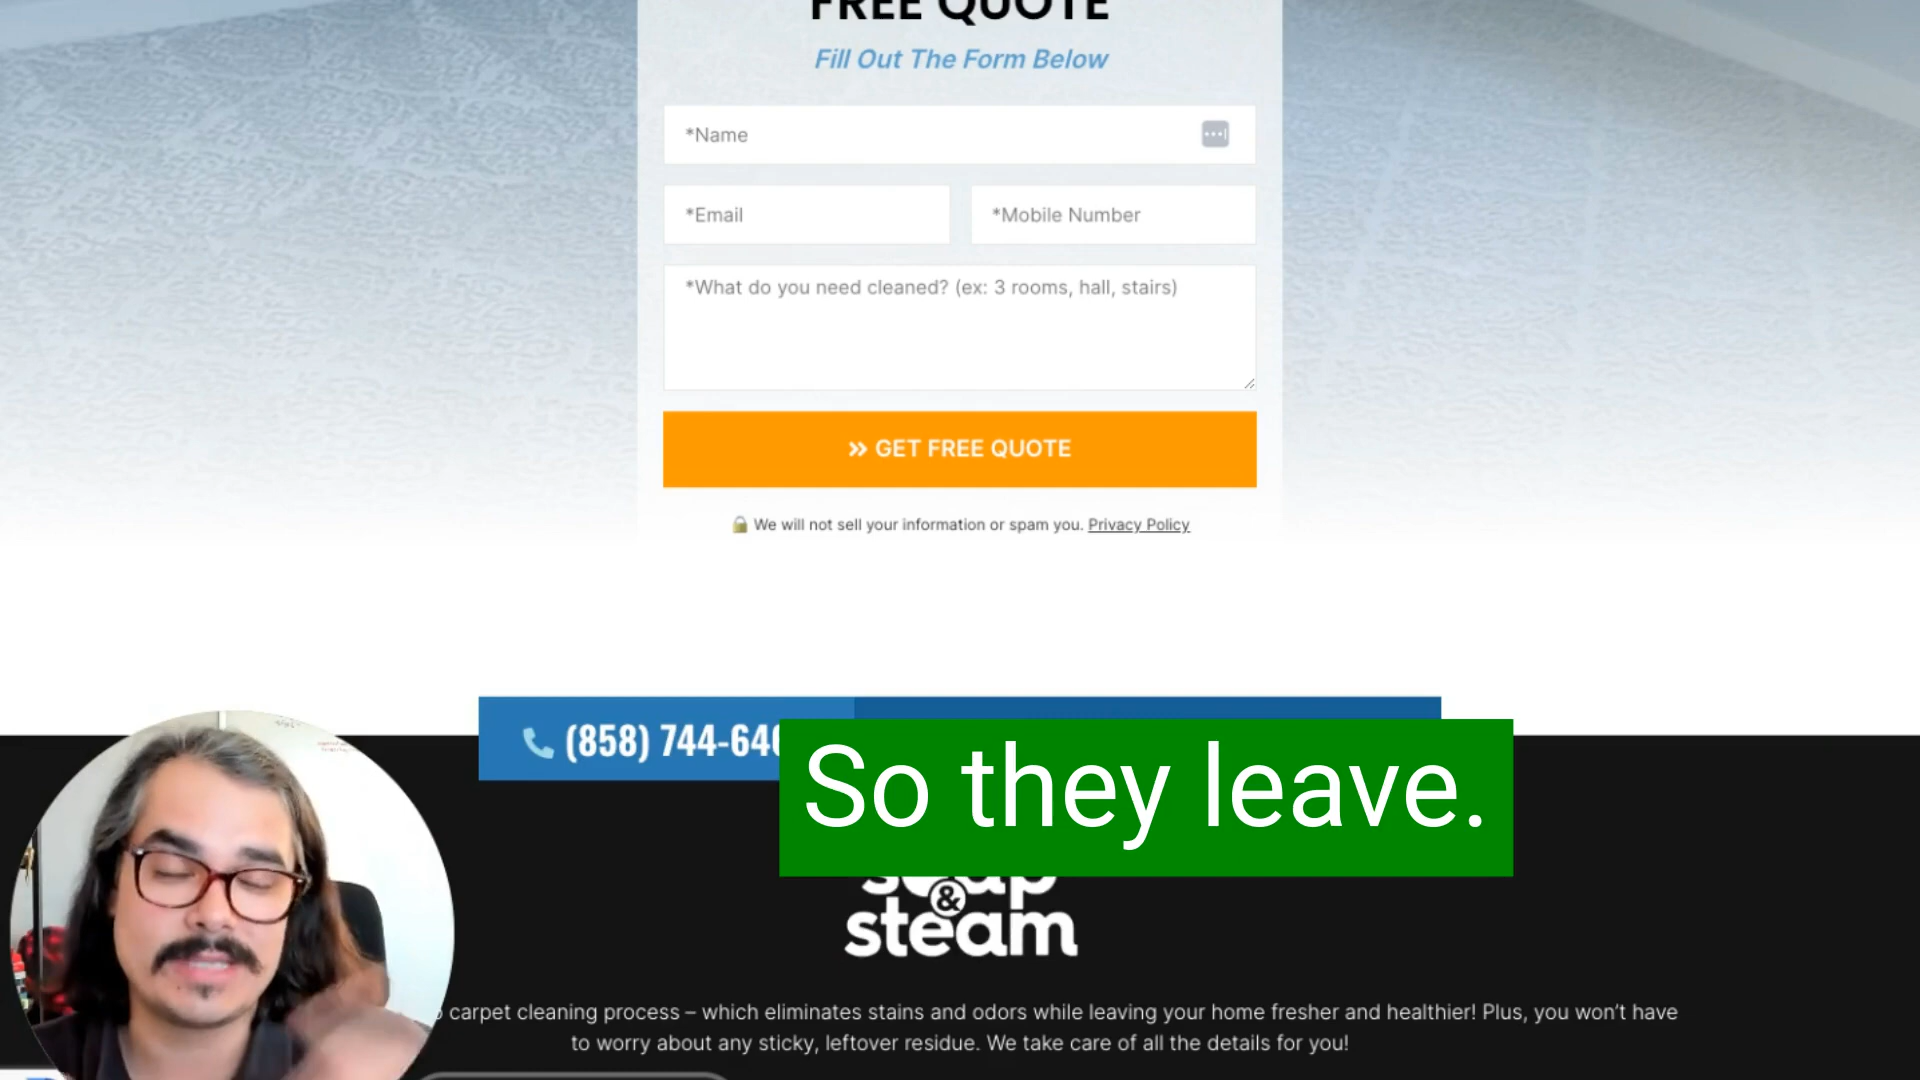 FREE QUOTE
Fill Out The Form Below
*Name
*Email
*Mobile Number
*What do you need cleaned? (ex: 3 rooms, hall, stairs)
» GET FREE QUOTE
We will not sell your information or spam you. Privacy Policy
(858) 744-64
So they leave.
soap
&
steam
carpet cleaning process – which eliminates stains and odors while leaving your home fresher and healthier! Plus, you won’t have
to worry about any sticky, leftover residue. We take care of all the details for you!